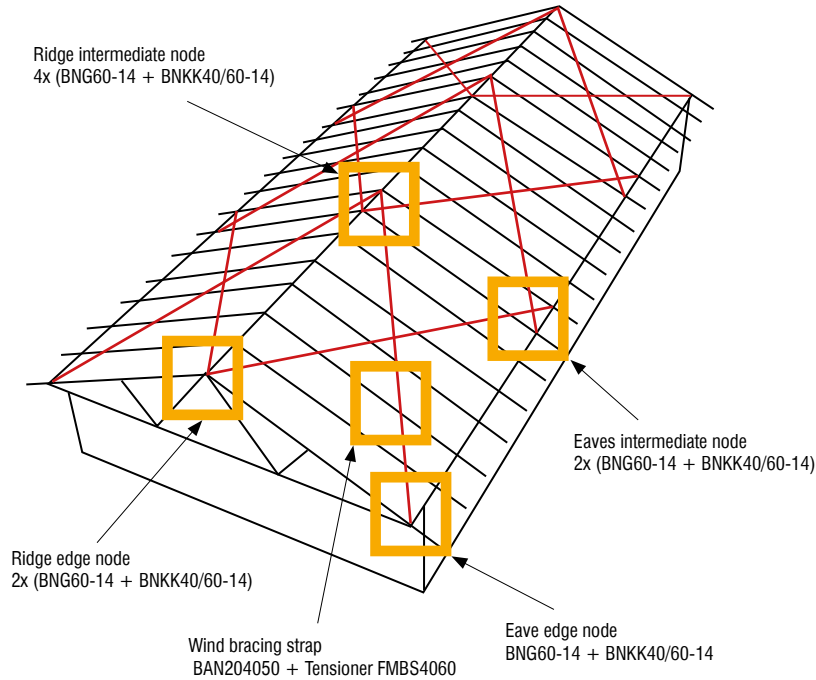 Ridge intermediate node
4x (BNG60-14 + BNKK40/60-14)
Eaves intermediate node
2x (BNG60-14 + BNKK40/60-14)
Ridge edge node
2x (BNG60-14 + BNKK40/60-14)
Eave edge node
BNG60-14 + BNKK40/60-14
Wind bracing strap
BAN204050 + Tensioner FMBS4060